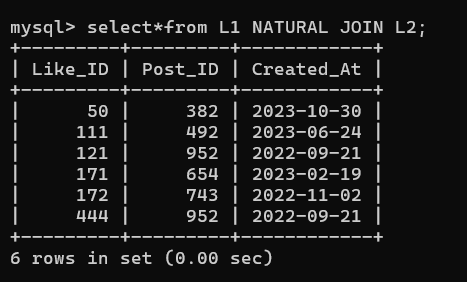 mysql> select*from L1 NATURAL JOIN L2;
+---------+---------+------------+
| Like_ID | Post_ID | Created_At |
+---------+---------+------------+
|      50 |     382 | 2023-10-30 |
|     111 |     492 | 2023-06-24 |
|     121 |     952 | 2022-09-21 |
|     171 |     654 | 2023-02-19 |
|     172 |     743 | 2022-11-02 |
|     444 |     952 | 2022-09-21 |
+---------+---------+------------+
6 rows in set (0.00 sec)